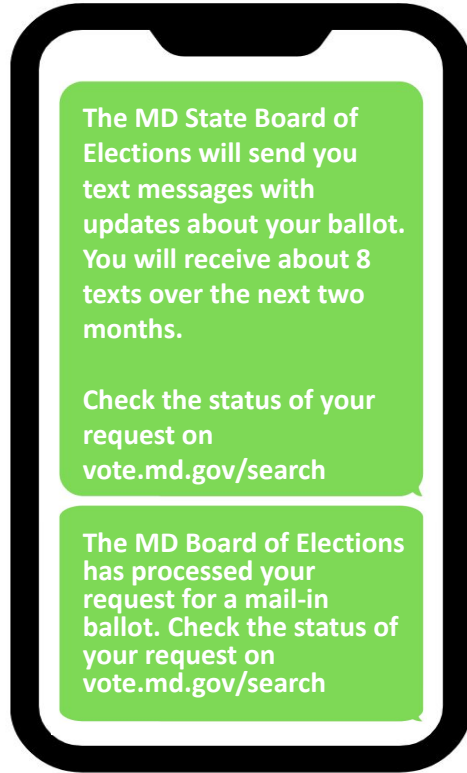 The MD State Board of
Elections will send you
text messages with
updates about your ballot.
You will receive about 8
texts over the next two
months.
Check the status of your
request on
vote.md.gov/search
The MD Board of Elections
has processed your
request for a mail-in
ballot. Check the status of
your request on
vote.md.gov/search